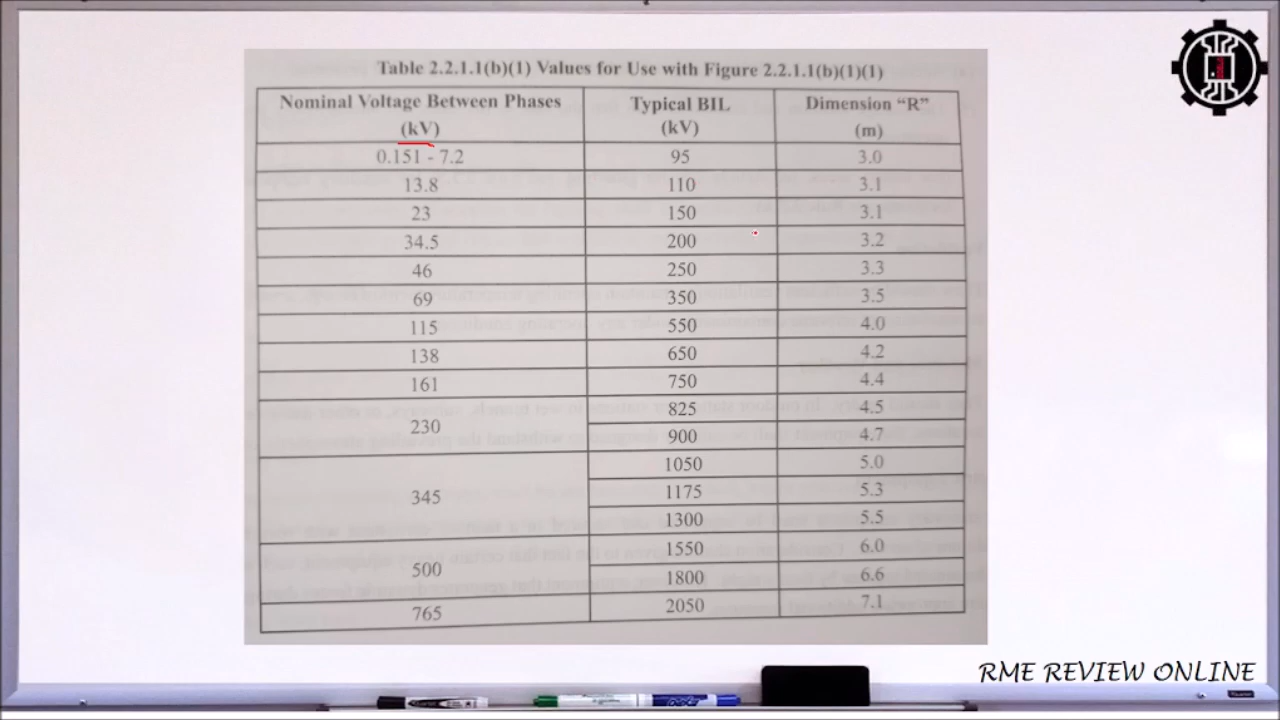 Table 2.2.1.1(b)(1) Values for Use with Figure 2.2.1.1(b)(1)(1)
Nominal Voltage Between Phases (kV) Typical BIL (kV) Dimension “R” (m)
0.151 - 7.2 95 3.0
13.8 110 3.1
23 150 3.1
34.5 200 3.2
46 250 3.3
69 350 3.5
115 550 4.0
138 650 4.2
161 750 4.4
230 825 4.5
900 4.7
345 1050 5.0
1175 5.3
1300 5.5
500 1550 6.0
1800 6.6
765 2050 7.1
RME REVIEW ONLINE